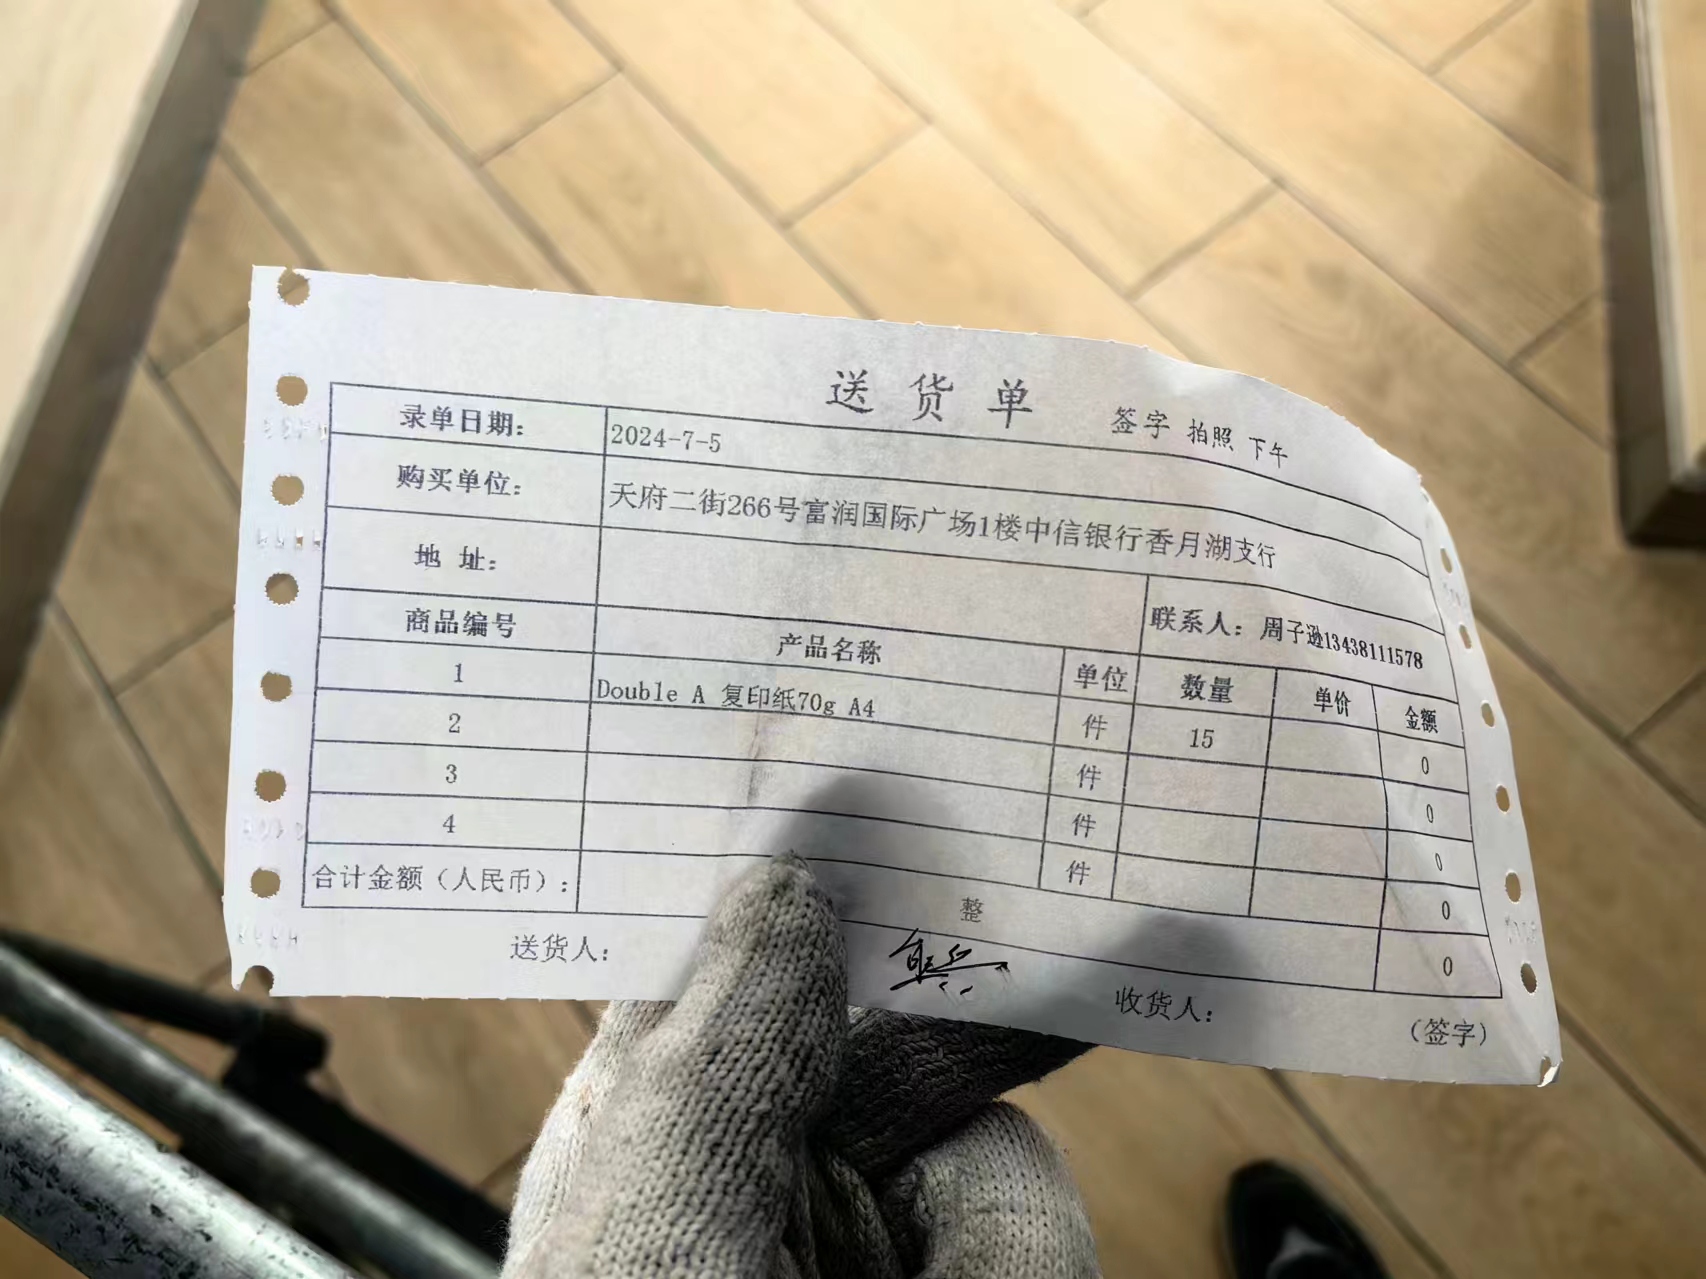 送货单 签字 拍照 下午
录单日期： 2024-7-5
购买单位： 天府二街266号富润国际广场1楼中信银行香月湖支行
地 址： 联系人：周子逊13438111578
商品编号 产品名称 单位 数量 单价 金额
1 Double A 复印纸70g A4 件 15 0
2 件 0
3 件 0
4 件 0
合计金额（人民币）： 整 0
送货人： 收货人： （签字）